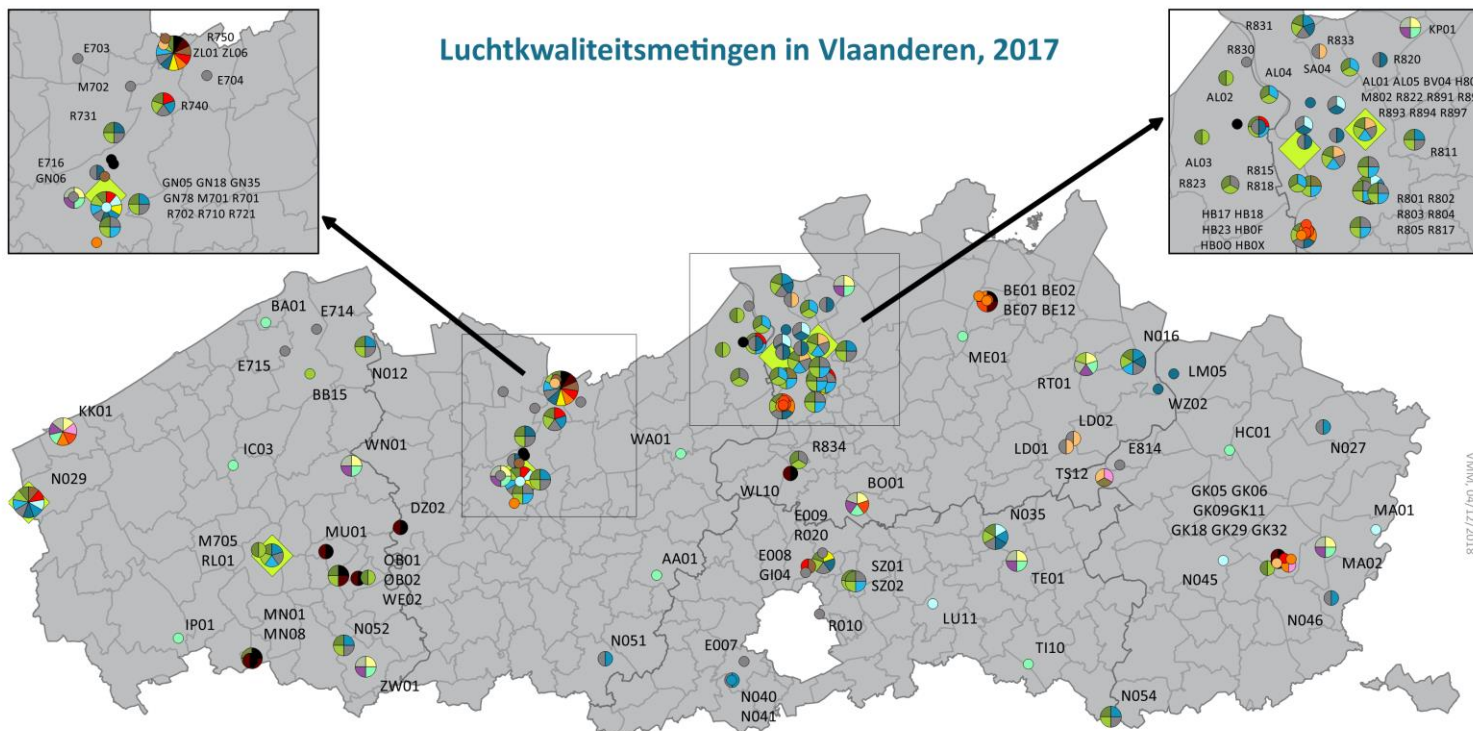 Luchtkwaliteitsmetingen in Vlaanderen, 2017
E703
R750
ZL01 ZL06
E704
M702
R740
R731
E716
GN06
GN05 GN18 GN35
GN78 M701 R701
R702 R710 R721
R831
KP01
R833
R830
SA04
R820
AL04
AL01 AL05 BV04 H80
AL02
M802 R822 R891 R89
R893 R894 R897
AL03
R811
R823
R815
R818
HB17 HB18
HB23 HB0F
HB0O HB0X
R801 R802
R803 R804
R805 R817
BA01
E714
E715
N012
BB15
KK01
IC03
WN01
N029
DZ02
MU01
M705
RL01
OB01
OB02
WE02
MN01
MN08
IP01
N052
ZW01
WA01
AA01
N051
BE01 BE02
BE07 BE12
ME01
N016
RT01
LM05
WZ02
LD02
LD01
E814
TS12
HC01
N027
R834
WL10
BO01
E009
R020
E008
GI04
SZ01
SZ02
R010
E007
N040
N041
N035
TE01
LU11
TI10
N054
GK05 GK06
GK09GK11
GK18 GK29 GK32
MA01
MA02
N045
N046
VMM, 04/12/2018